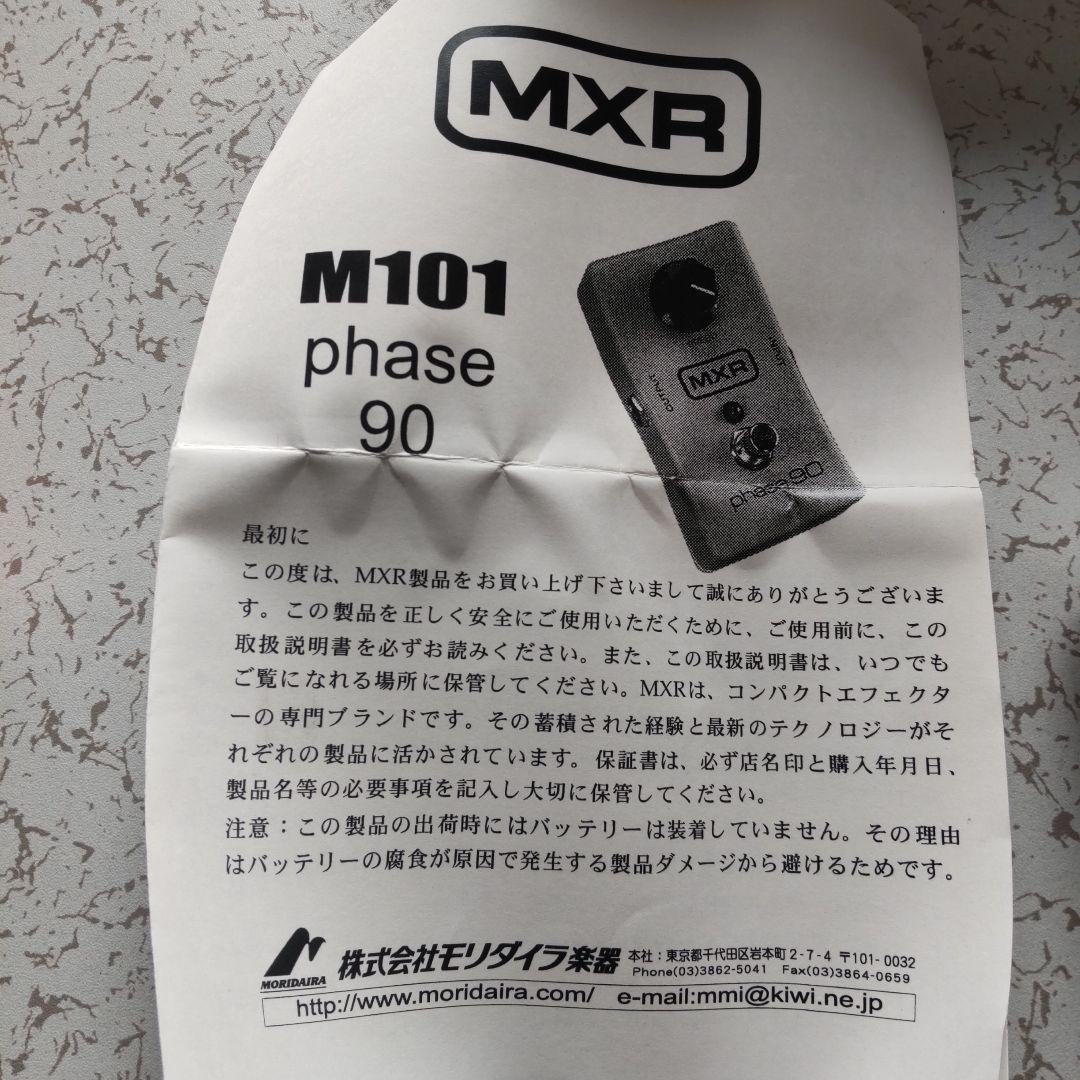 MXR
M101
phase
90
OUTPUT
MXR
phase 90
最初に
この度は、MXR製品をお買い上げ下さいまして誠にありがとうございま
す。この製品を正しく安全にご使用いただくために、ご使用前に、この
取扱説明書を必ずお読みください。また、この取扱説明書は、いつでも
ご覧になれる場所に保管してください。MXRは、コンパクトエフェクタ
ーの専門ブランドです。その蓄積された経験と最新のテクノロジーがそ
れぞれの製品に活かされています。保証書は、必ず店名印と購入年月日、
製品名等の必要事項を記入し大切に保管してください。
注意：この製品の出荷時にはバッテリーは装着していません。その理由
はバッテリーの腐食が原因で発生する製品ダメージから避けるためです。
MORIDAIRA
株式会社モリダイラ楽器
本社：東京都千代田区岩本町2-7-4 〒101-0032
Phone(03)3862-5041 Fax(03)3864-0659
http://www.moridaira.com/ e-mail:mmi@kiwi.ne.jp